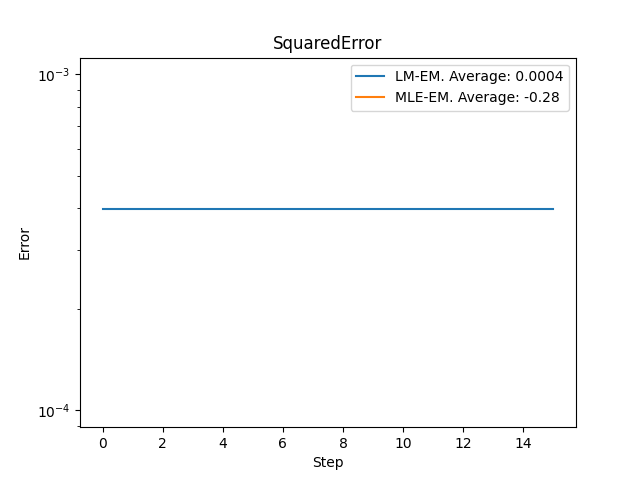 SquaredError
LM-EM. Average: 0.0004
MLE-EM. Average: -0.28
10⁻³
10⁻⁴
Error
0 2 4 6 8 10 12 14
Step